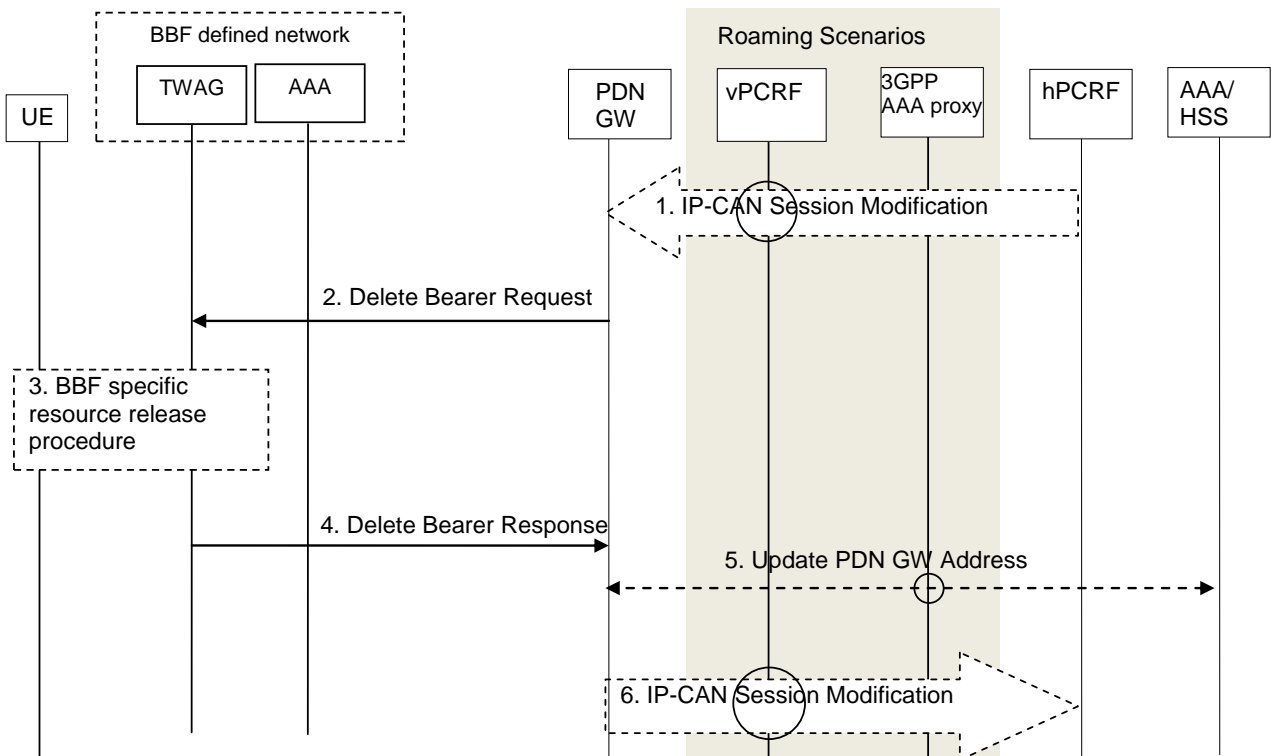 BBF defined network
Roaming Scenarios
UE
TWAG
AAA
PDN
GW
vPCRF
3GPP
AAA proxy
hPCRF
AAA/
HSS
1. IP-CAN Session Modification
2. Delete Bearer Request
3. BBF specific
resource release
procedure
4. Delete Bearer Response
5. Update PDN GW Address
6. IP-CAN Session Modification